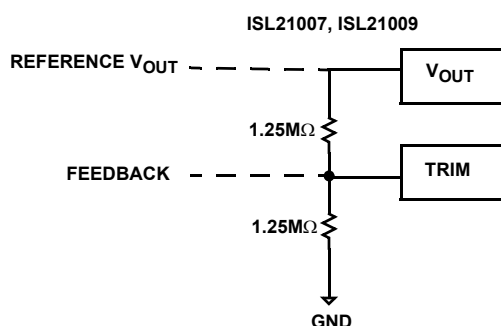 ISL21007, ISL21009
REFERENCE VOUT
VOUT
1.25MΩ
FEEDBACK
TRIM
1.25MΩ
GND